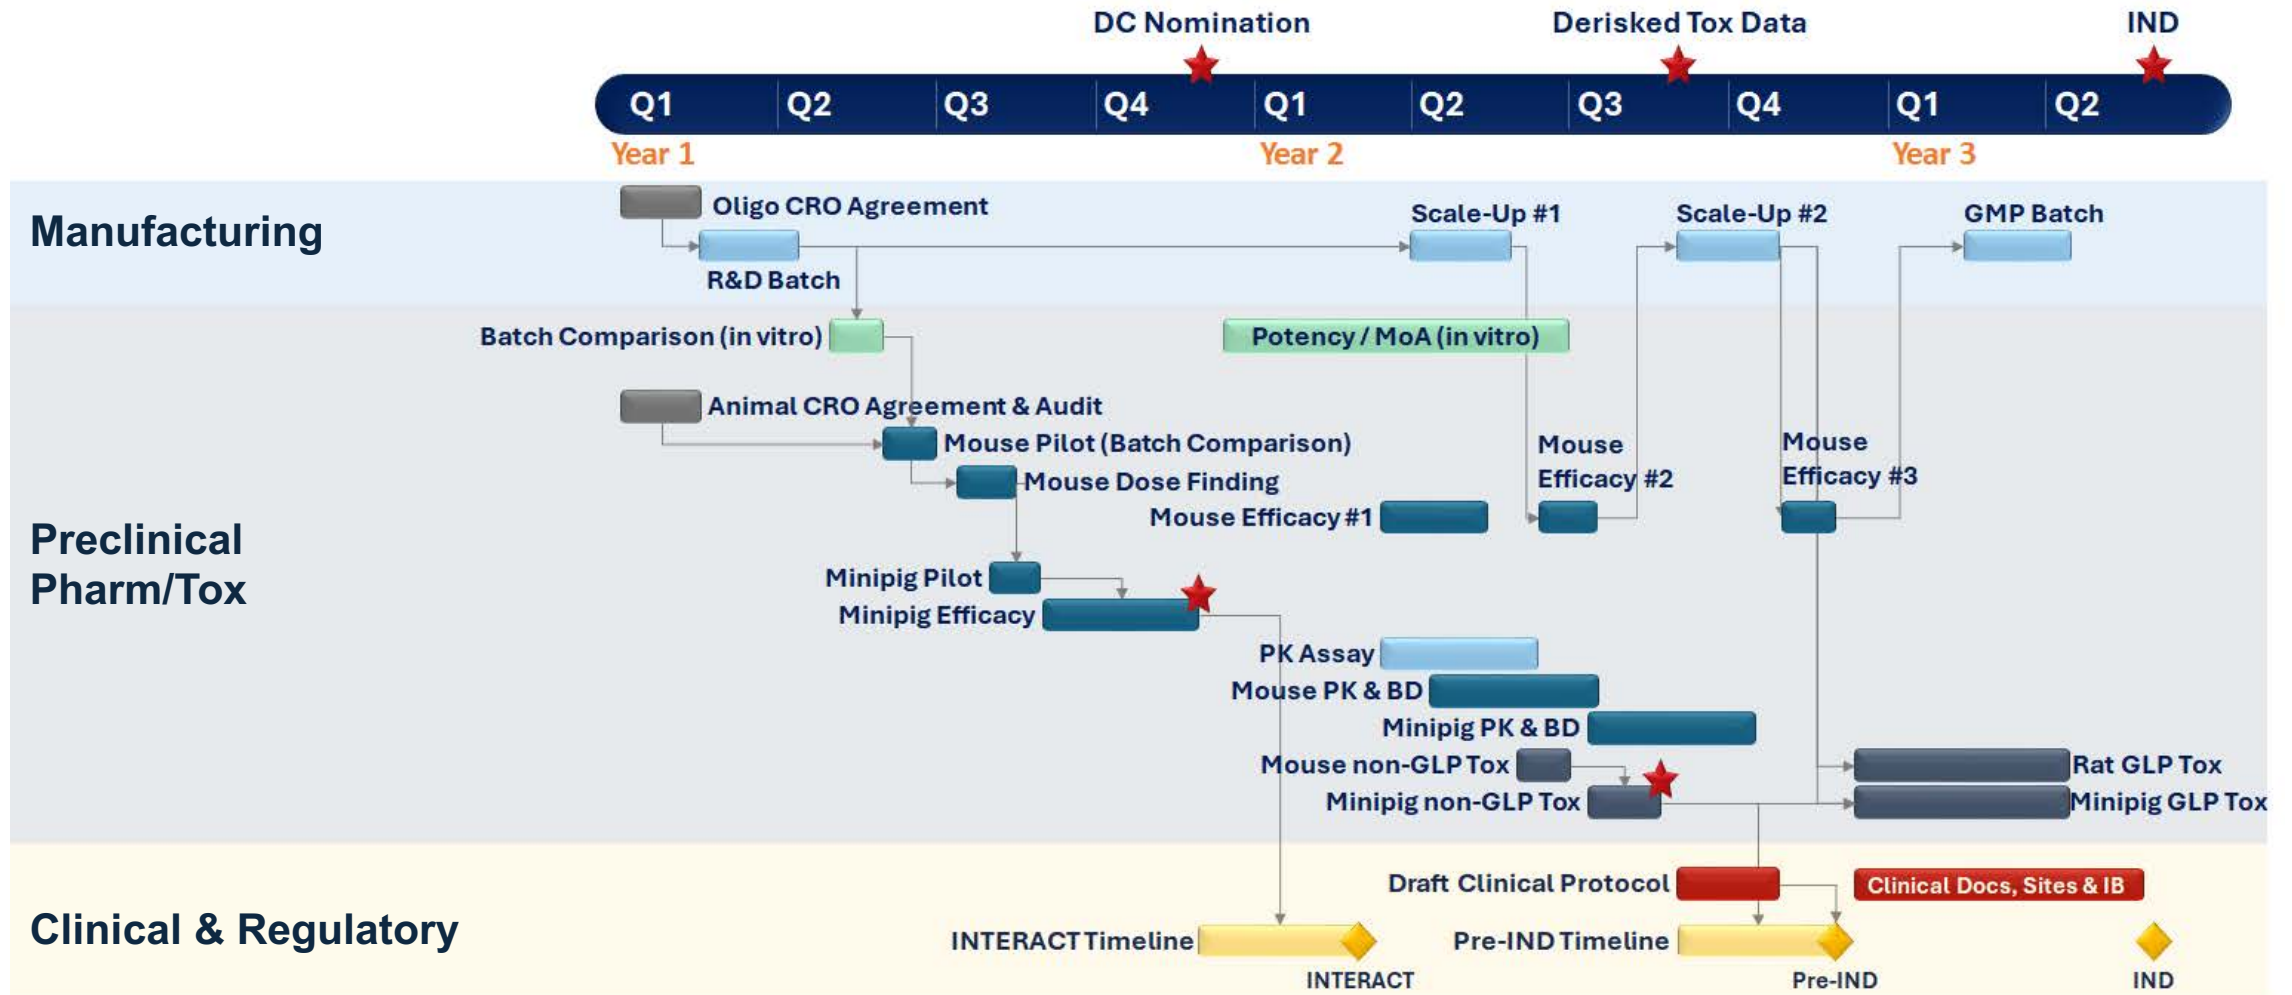 DC Nomination
Derisked Tox Data
IND
Q1
Q2
Q3
Q4
Q1
Q2
Q3
Q4
Q1
Q2
Year 1
Year 2
Year 3
Manufacturing
Oligo CRO Agreement
R&D Batch
Scale-Up #1
Scale-Up #2
GMP Batch
Preclinical
Pharm/Tox
Batch Comparison (in vitro)
Potency / MoA (in vitro)
Animal CRO Agreement & Audit
Mouse Pilot (Batch Comparison)
Mouse
Efficacy #2
Mouse
Efficacy #3
Mouse Dose Finding
Mouse Efficacy #1
Minipig Pilot
Minipig Efficacy
PK Assay
Mouse PK & BD
Minipig PK & BD
Mouse non-GLP Tox
Rat GLP Tox
Minipig non-GLP Tox
Minipig GLP Tox
Clinical & Regulatory
Draft Clinical Protocol
Clinical Docs, Sites & IB
INTERACT Timeline
Pre-IND Timeline
INTERACT
Pre-IND
IND